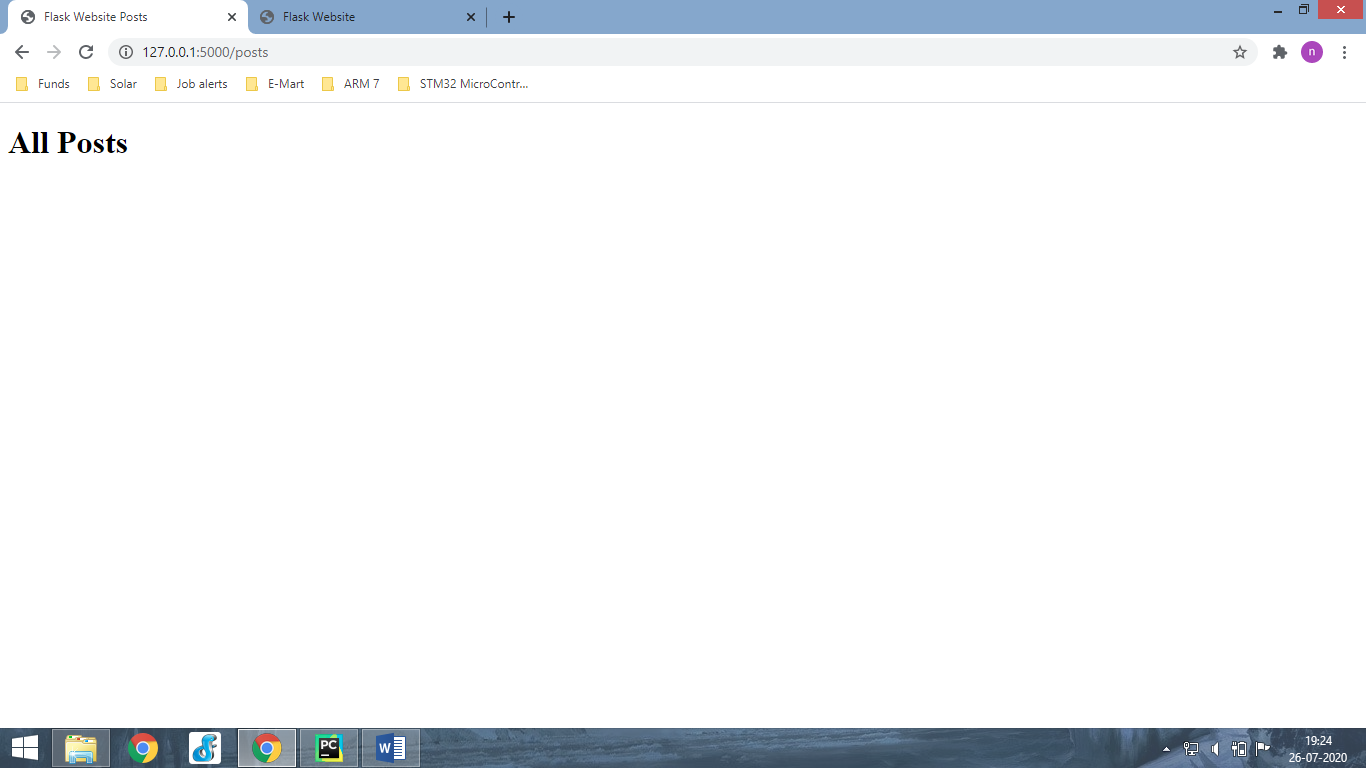 Flask Website Posts
Flask Website
127.0.0.1:5000/posts
n
Funds
Solar
Job alerts
E-Mart
ARM 7
STM32 MicroContr...
All Posts
PC
W
19:24
26-07-2020